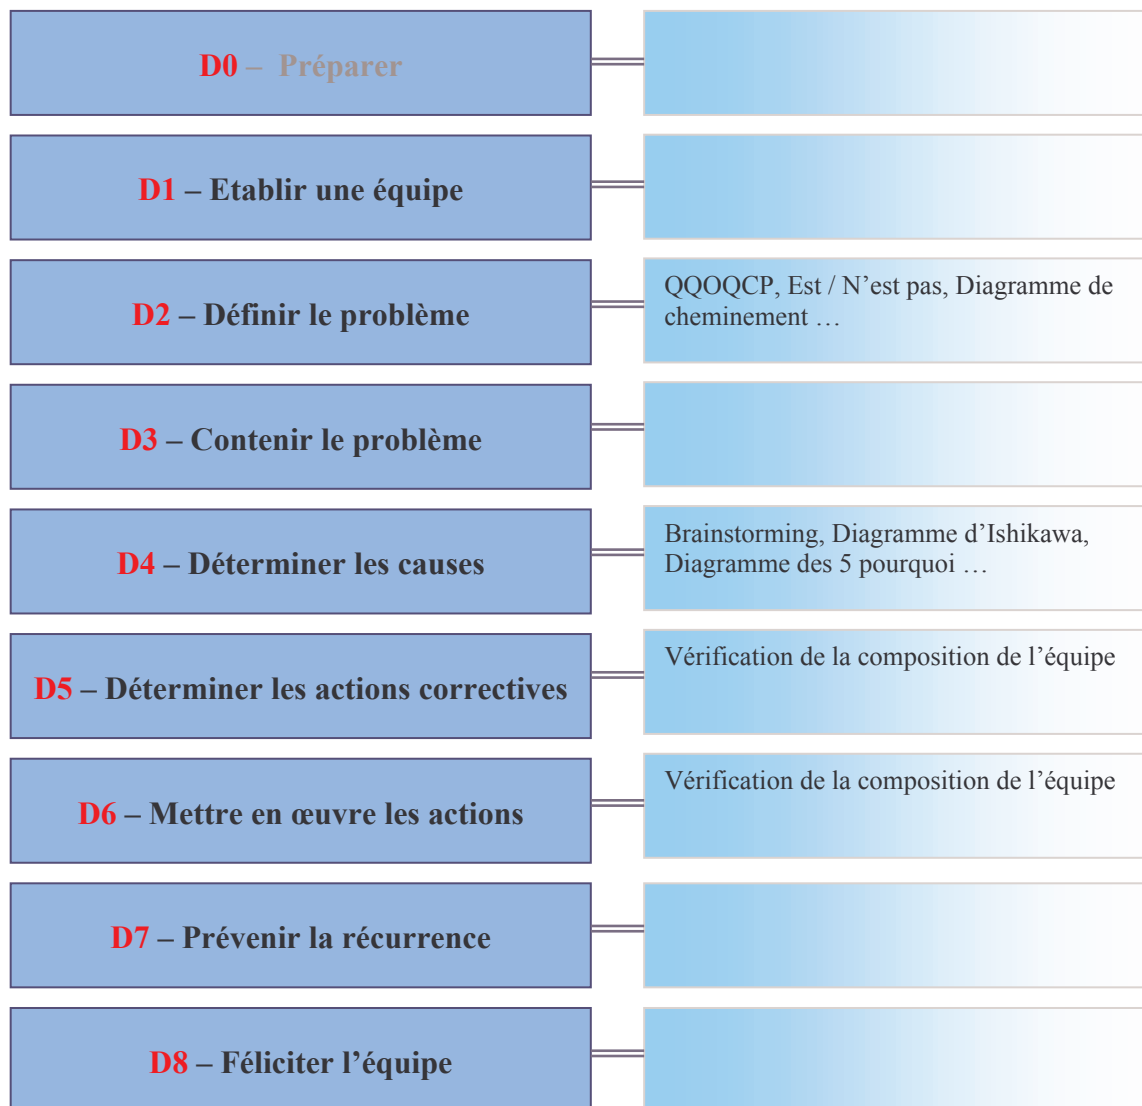 D0 – Préparer
D1 – Etablir une équipe
D2 – Définir le problème
QQOQCP, Est / N’est pas, Diagramme de
cheminement …
D3 – Contenir le problème
D4 – Déterminer les causes
Brainstorming, Diagramme d’Ishikawa,
Diagramme des 5 pourquoi …
D5 – Déterminer les actions correctives
Vérification de la composition de l’équipe
D6 – Mettre en œuvre les actions
Vérification de la composition de l’équipe
D7 – Prévenir la récurrence
D8 – Féliciter l’équipe